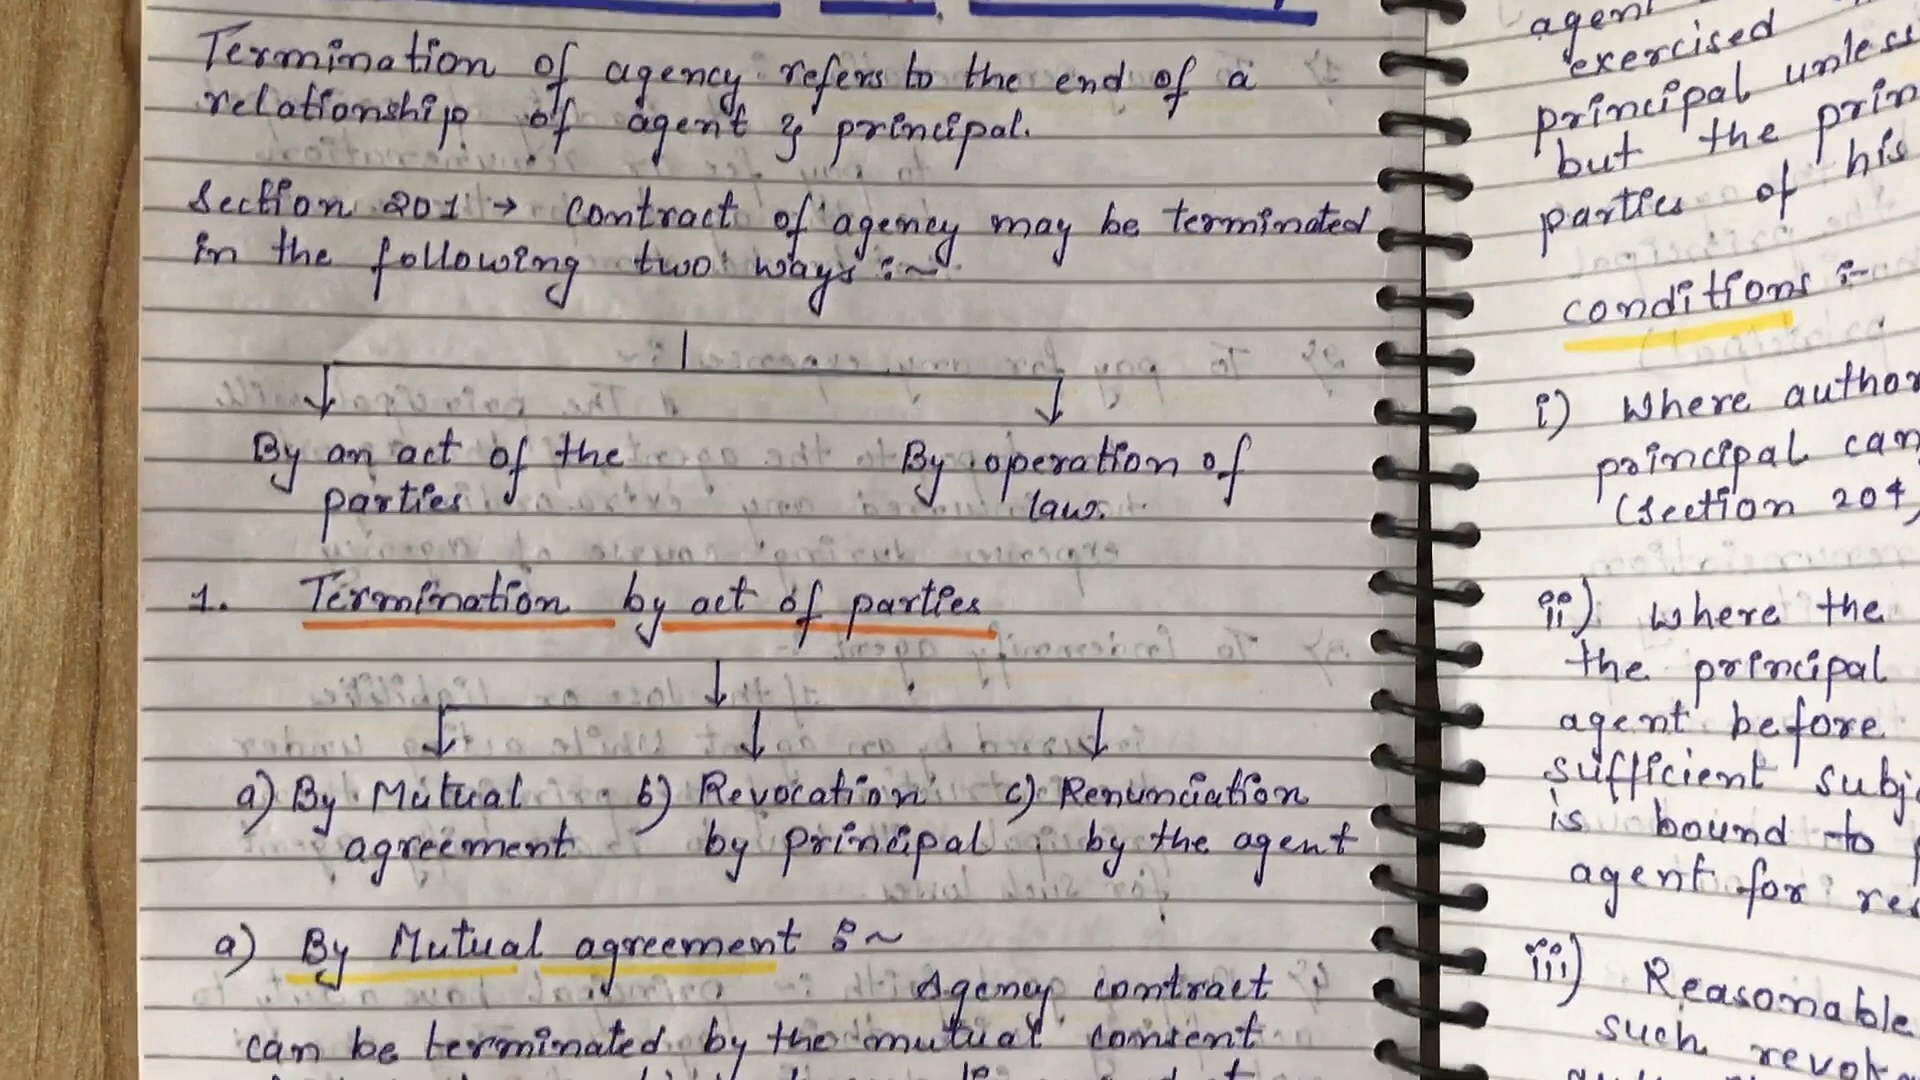 Termination of agency refers to the end of a
relationship of agent & principal.
Section 201 → Contract of agency may be terminated
in the following two ways :~
By an act of the
parties
By operation of
law.
1. Termination by act of parties
a) By Mutual
agreement
b) Revocation
by principal
c) Renunciation
by the agent
a) By Mutual agreement :~
Agency contract
can be terminated by the mutual consent
agent
exercised
principal unless
but the prin
parties of his
conditions :-
i) Where author
principal can
(Section 204)
ii) Where the
the principal
agent before
sufficient subj
is bound to p
agent for res
iii) Reasonable
such revok